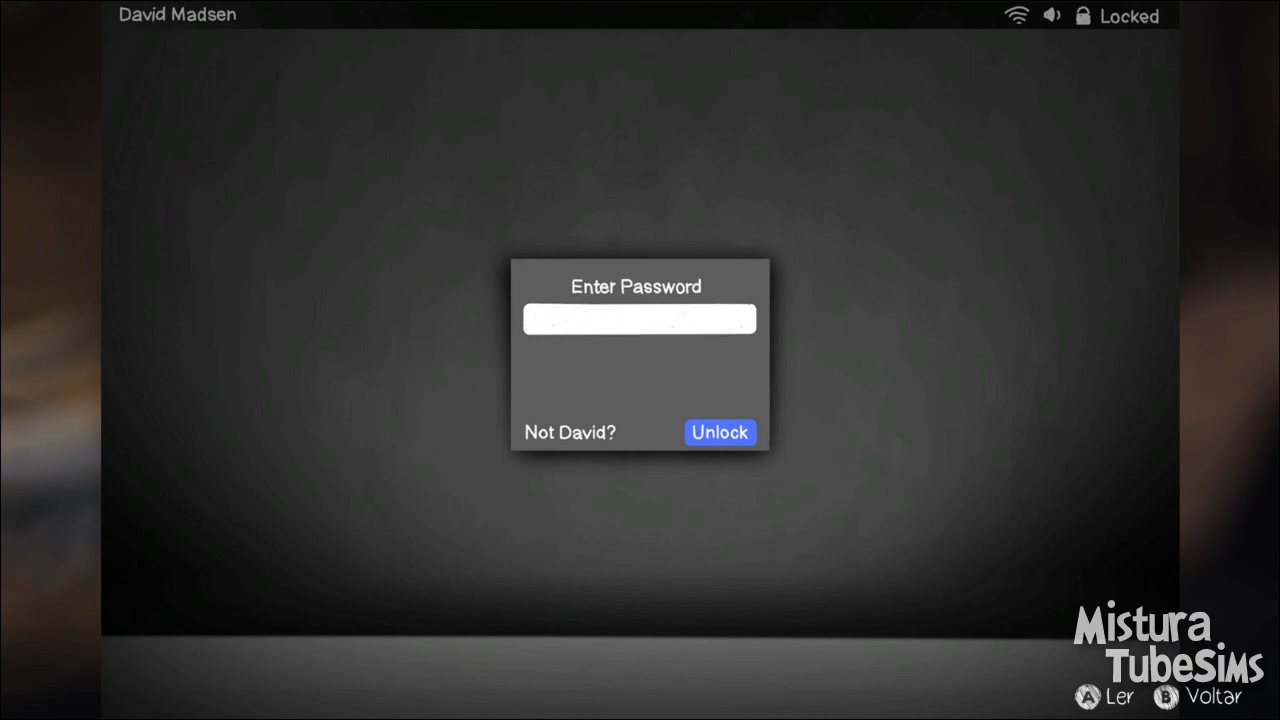 David Madsen
Locked
Enter Password
Not David?
Unlock
Mistura
TubeSims
A Ler B Voltar